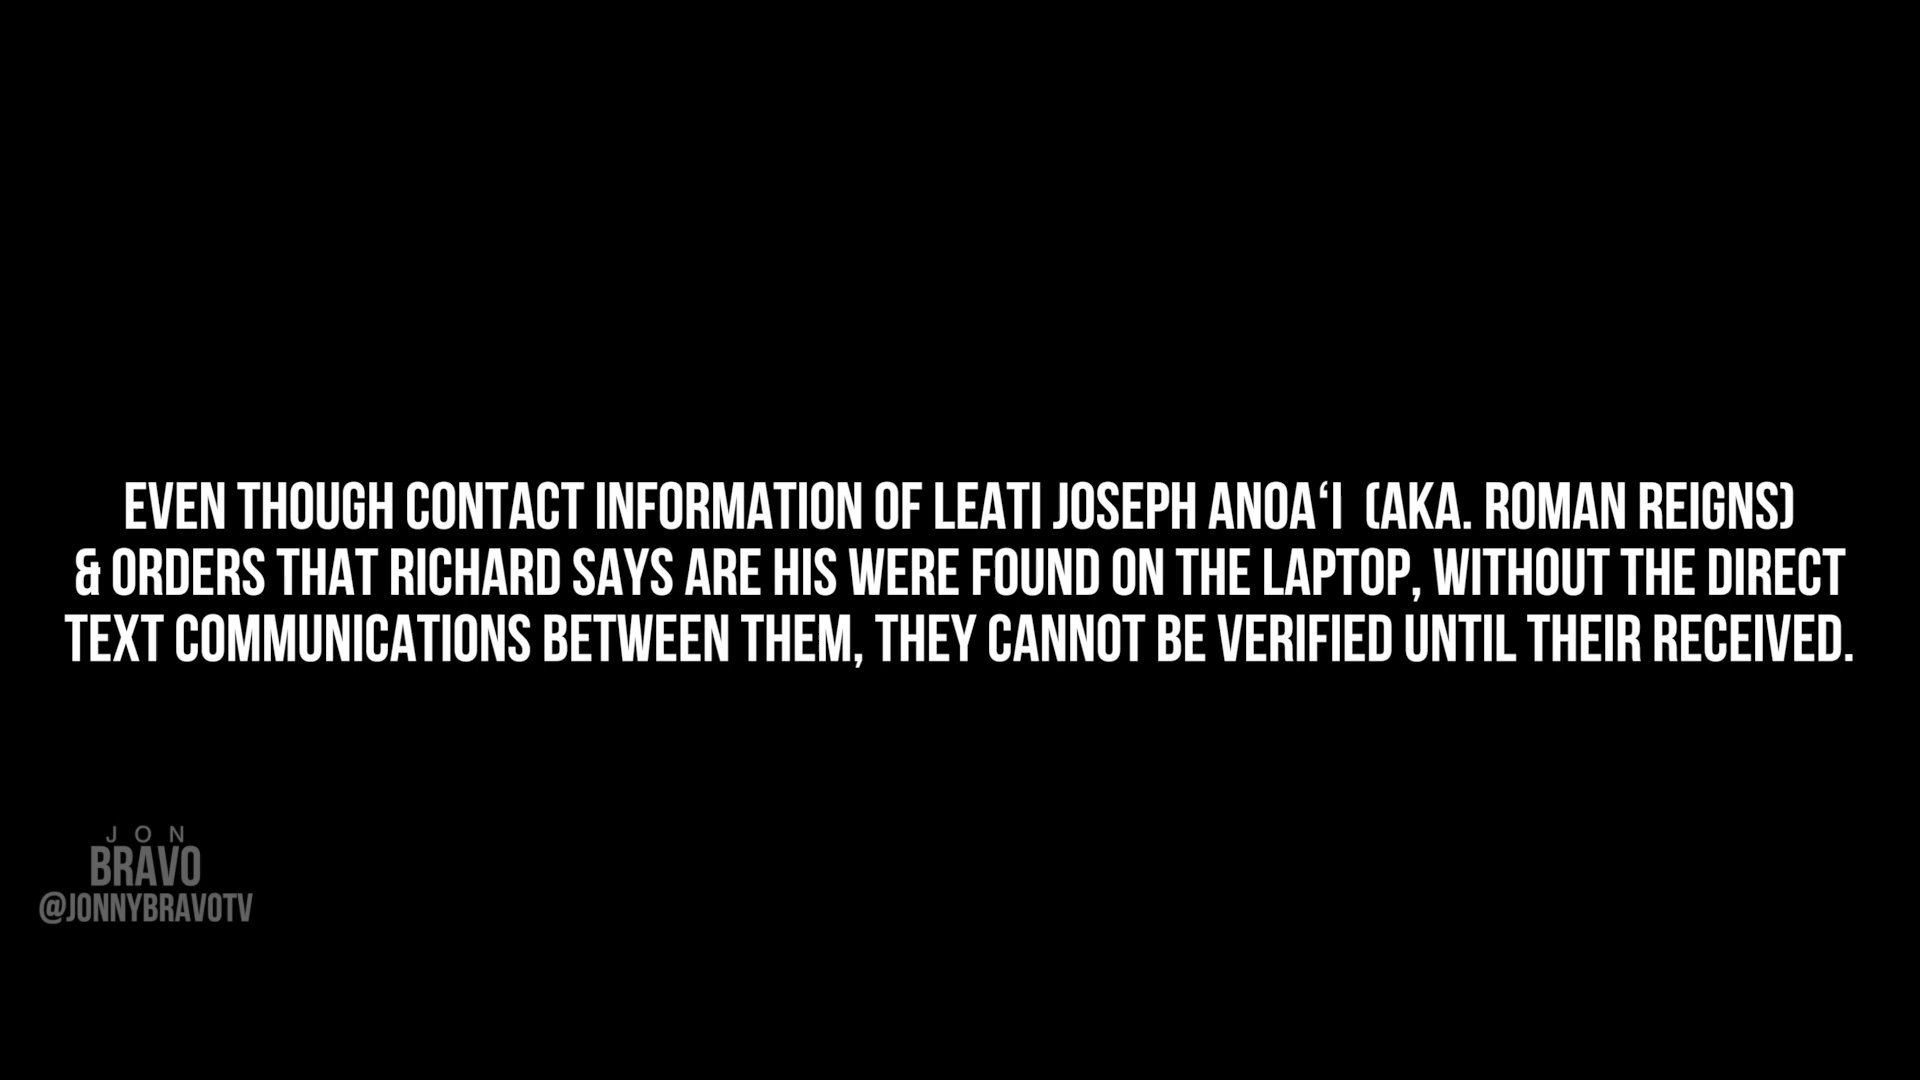 EVEN THOUGH CONTACT INFORMATION OF LEATI JOSEPH ANOA‘I (AKA. ROMAN REIGNS)
& ORDERS THAT RICHARD SAYS ARE HIS WERE FOUND ON THE LAPTOP, WITHOUT THE DIRECT
TEXT COMMUNICATIONS BETWEEN THEM, THEY CANNOT BE VERIFIED UNTIL THEIR RECEIVED.
JON
BRAVO
@JONNYBRAVOTV